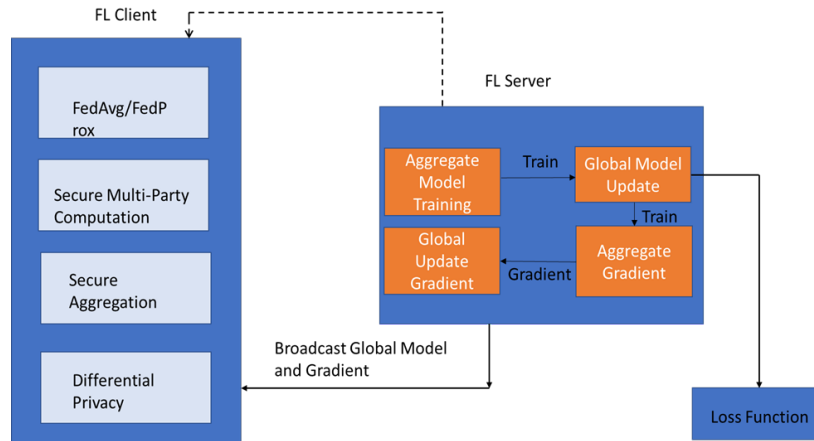 FL Client
FedAvg/FedP
rox
Secure Multi-Party
Computation
Secure
Aggregation
Differential
Privacy
FL Server
Aggregate
Model
Training
Train
Global Model
Update
Train
Global
Update
Gradient
Gradient
Aggregate
Gradient
Broadcast Global Model
and Gradient
Loss Function